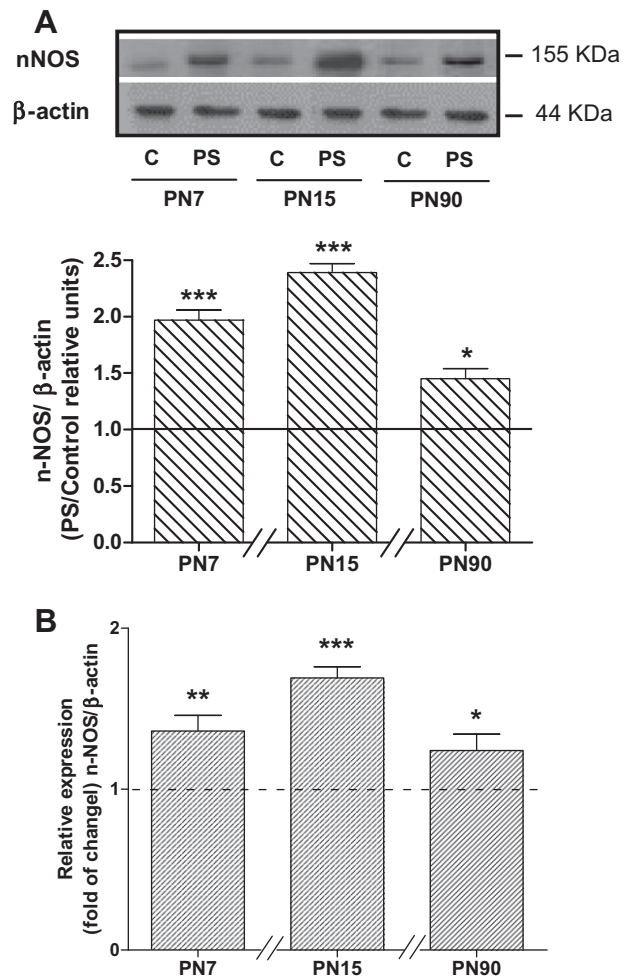 A
nNOS
155 KDa
β-actin
44 KDa
C PS C PS C PS
PN7 PN15 PN90
n-NOS/ β-actin
(PS/Control relative units)
2.5
2.0
1.5
1.0
0.5
0.0
***
***
*
PN7 PN15 PN90
B
Relative expression
(fold of changel) n-NOS/β-actin
2
1
0
**
***
*
PN7 PN15 PN90